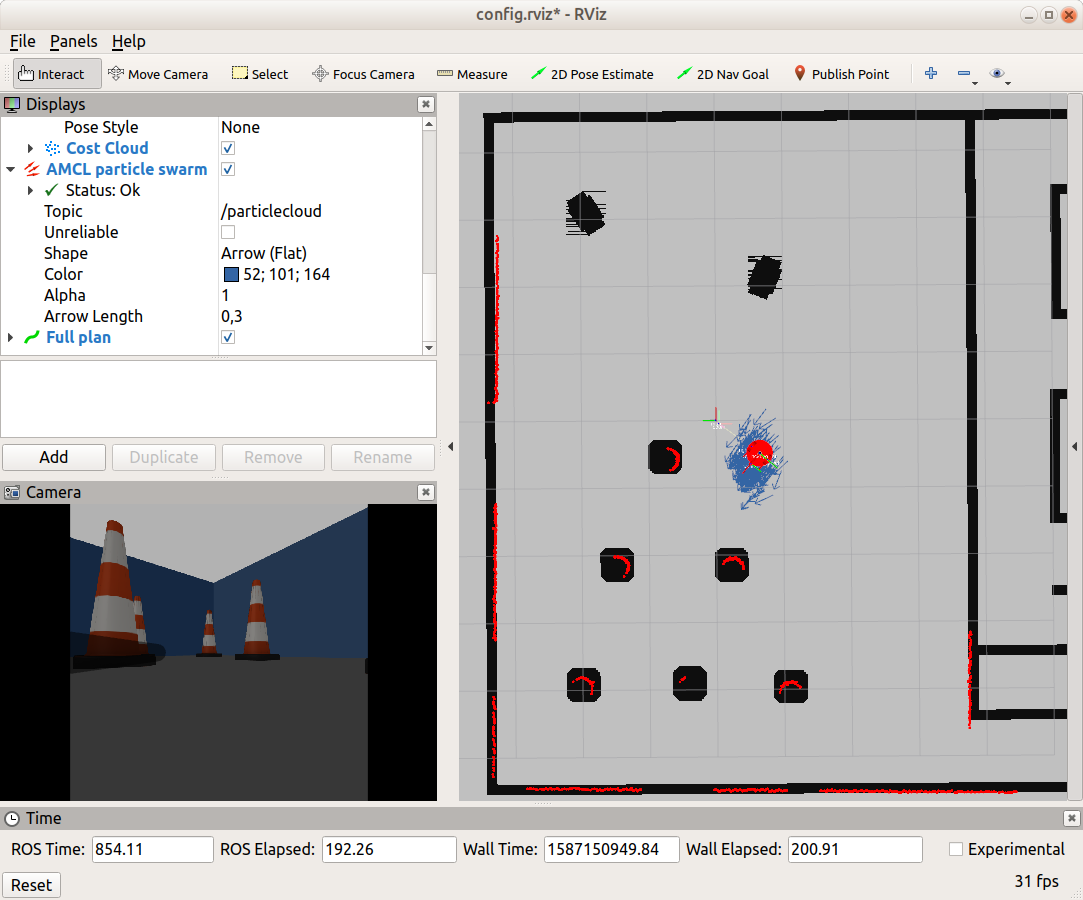 config.rviz* - RViz
File Panels Help
Interact Move Camera Select Focus Camera Measure 2D Pose Estimate 2D Nav Goal Publish Point
Displays
Pose Style None
Cost Cloud
AMCL particle swarm
Status: Ok
Topic /particlecloud
Unreliable
Shape Arrow (Flat)
Color 52; 101; 164
Alpha 1
Arrow Length 0,3
Full plan
Add Duplicate Remove Rename
Camera
Time
ROS Time: 854.11 ROS Elapsed: 192.26 Wall Time: 1587150949.84 Wall Elapsed: 200.91 Experimental
Reset 31 fps